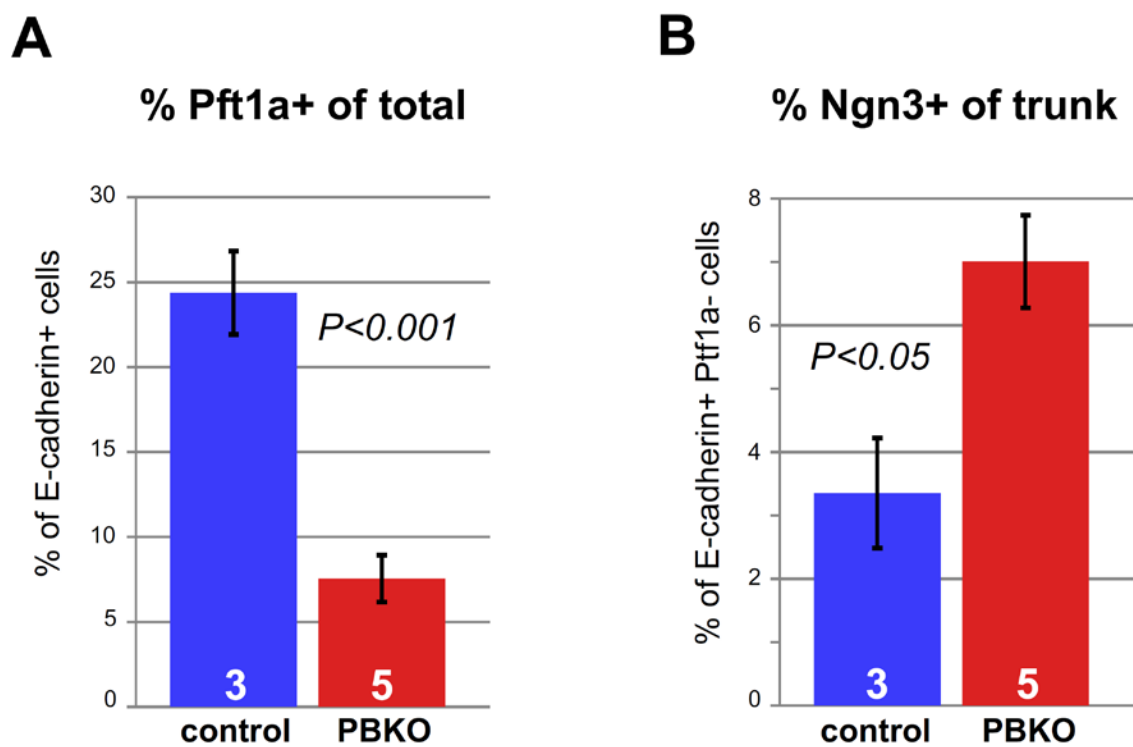 A
% Pft1a+ of total
% of E-cadherin+ cells
30
25
20
15
10
5
0
P<0.001
3
5
control
PBKO
B
% Ngn3+ of trunk
% of E-cadherin+ Ptf1a- cells
8
6
4
2
0
P<0.05
3
5
control
PBKO